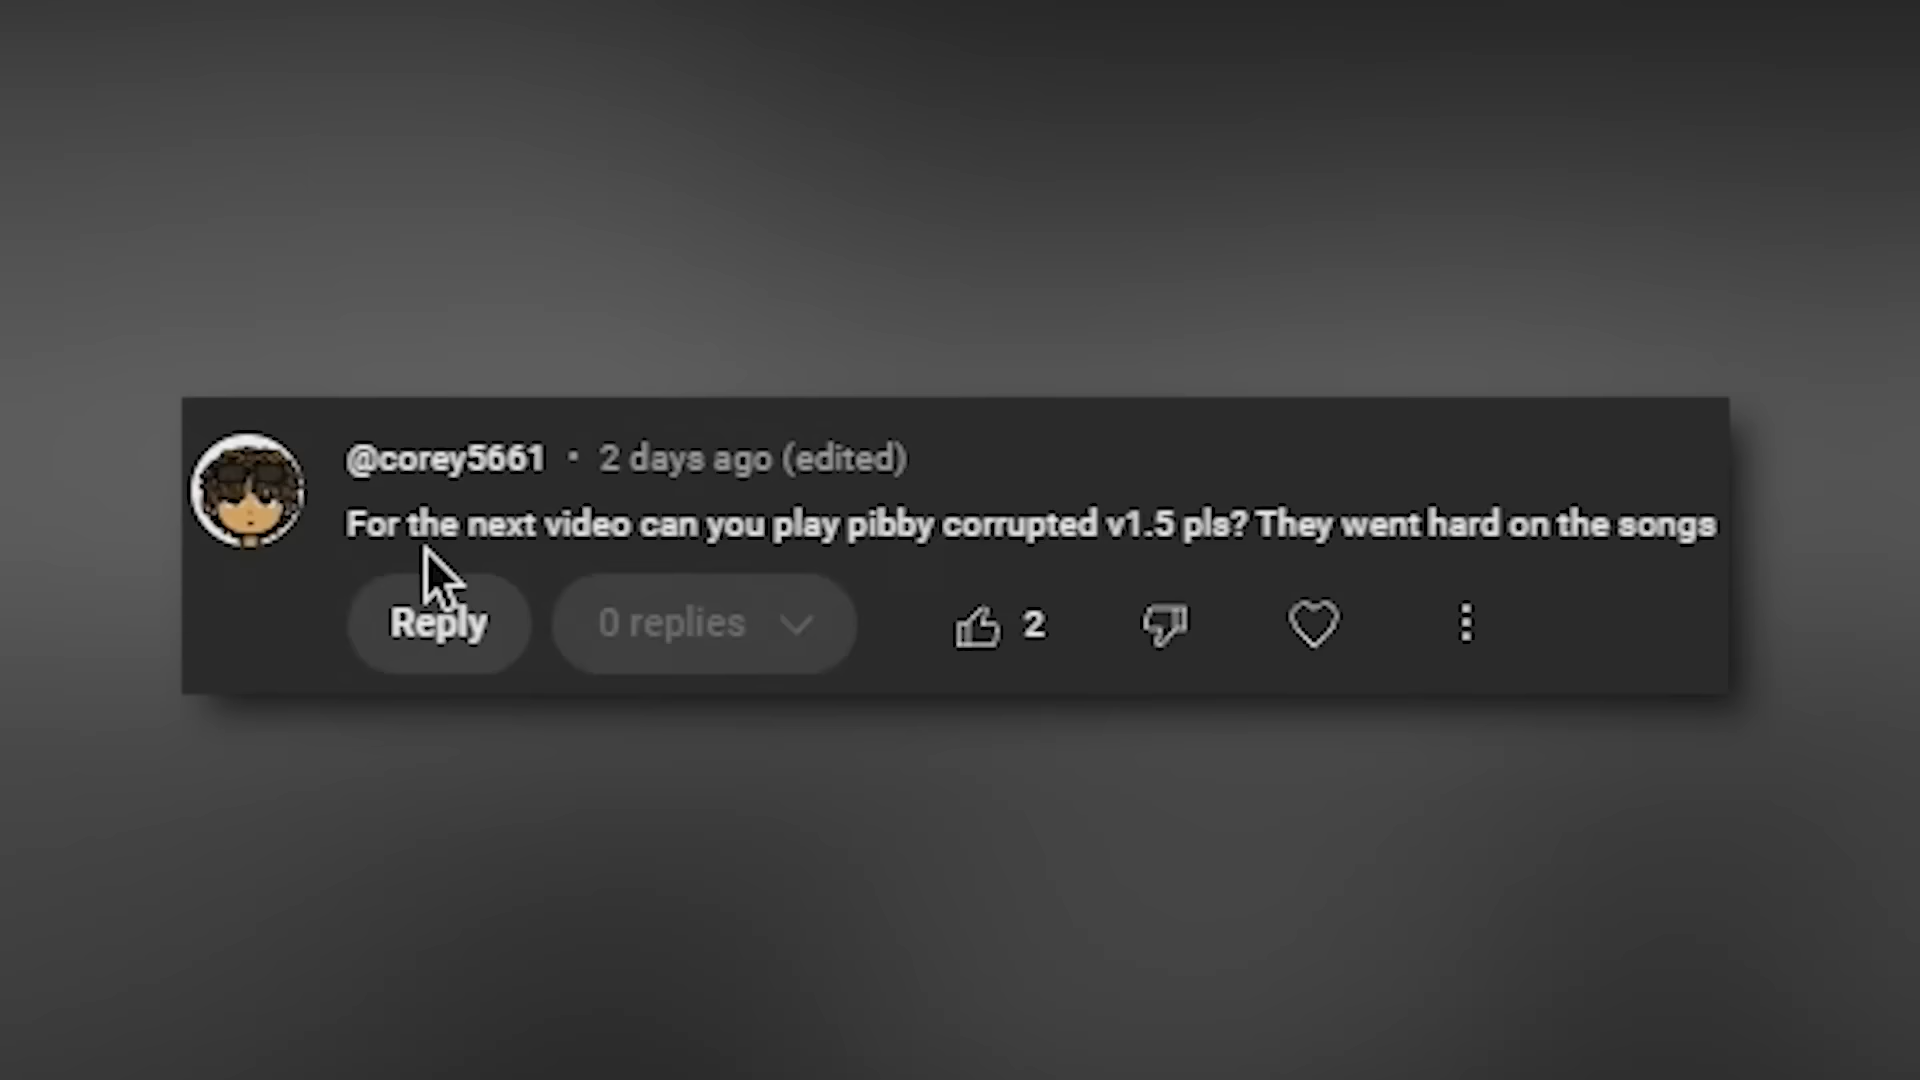 @corey5661 • 2 days ago (edited)
For the next video can you play pibby corrupted v1.5 pls? They went hard on the songs
Reply 0 replies 2